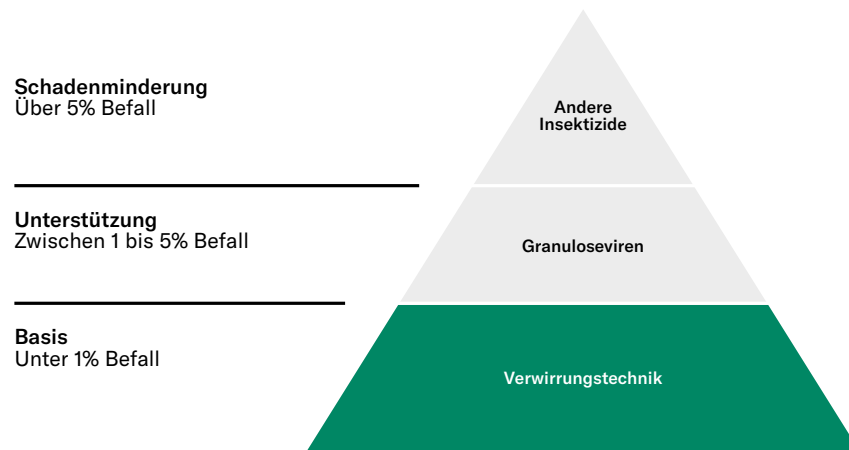 Schadenminderung
Über 5% Befall
Andere
Insektizide
Unterstützung
Zwischen 1 bis 5% Befall
Granuloseviren
Basis
Unter 1% Befall
Verwirrungstechnik